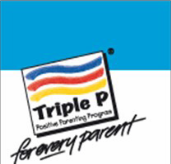 ®
Triple P
Positive Parenting Program
for every parent